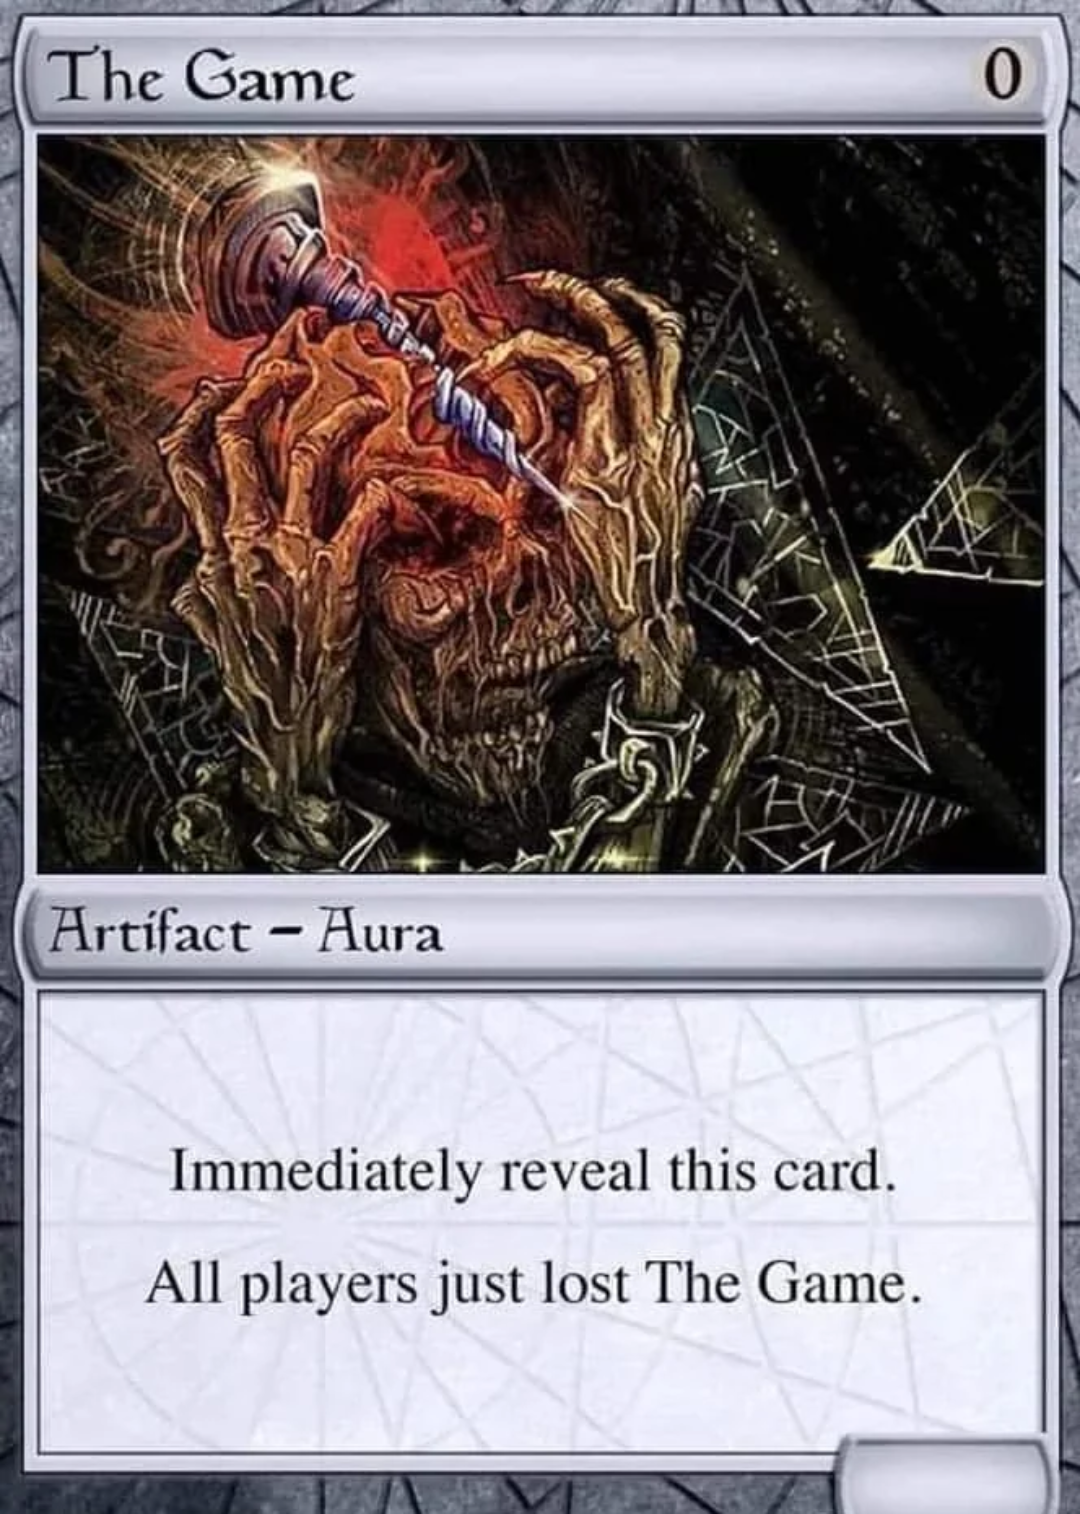 The Game
0
Artifact – Aura
Immediately reveal this card.
All players just lost The Game.